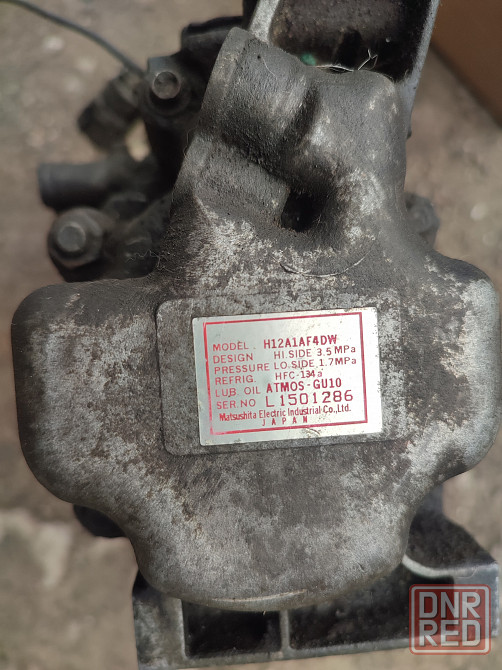 MODEL . H12A1AF4DW
DESIGN HI.SIDE 3.5MPa
PRESSURE LO.SIDE 1.7MPa
REFRIG. HFC-134a
LUB. OIL ATMOS-GU10
SER.NO L1501286
Matsushita Electric Industrial Co.,Ltd.
JAPAN
DNR
RED